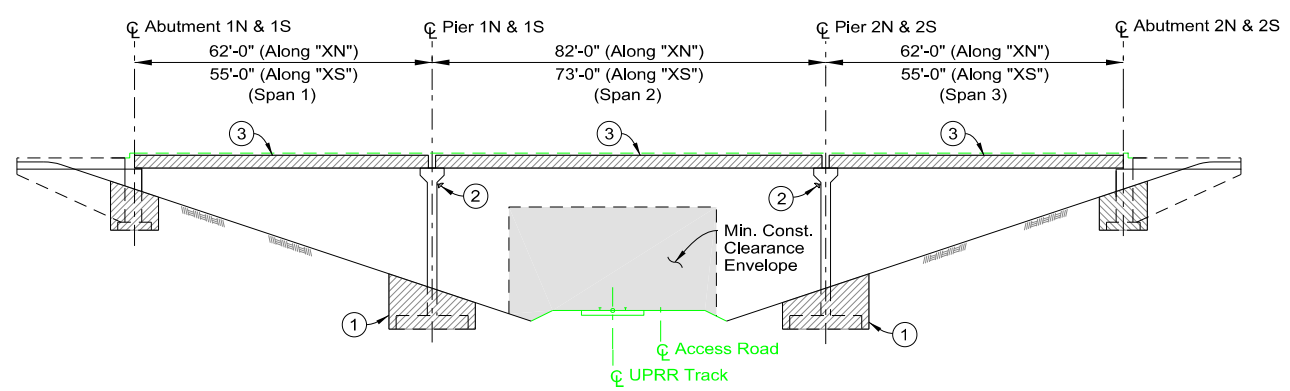 ℄ Abutment 1N & 1S
℄ Pier 1N & 1S
℄ Pier 2N & 2S
℄ Abutment 2N & 2S
62'-0" (Along "XN")
55'-0" (Along "XS")
(Span 1)
82'-0" (Along "XN")
73'-0" (Along "XS")
(Span 2)
62'-0" (Along "XN")
55'-0" (Along "XS")
(Span 3)
3
3
3
2
2
Min. Const.
Clearance
Envelope
1
1
℄ Access Road
℄ UPRR Track